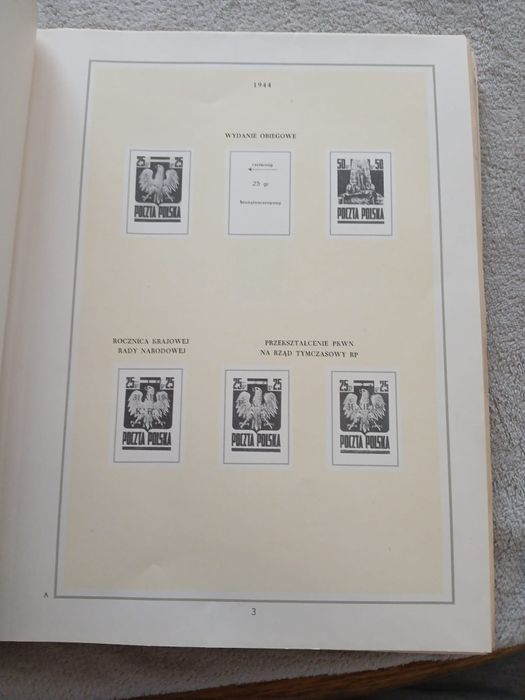 1944
WYDANIE OBIEGOWE
25 25
POCZTA POLSKA
25 gr
50 50
POCZTA POLSKA
ROCZNICA KRAJOWEJ
RADY NARODOWEJ
PRZEKSZTAŁCENIE PKWN
NA RZĄD TYMCZASOWY RP
25 25
POCZTA POLSKA
25 25
POCZTA POLSKA
25 25
POCZTA POLSKA
A
3